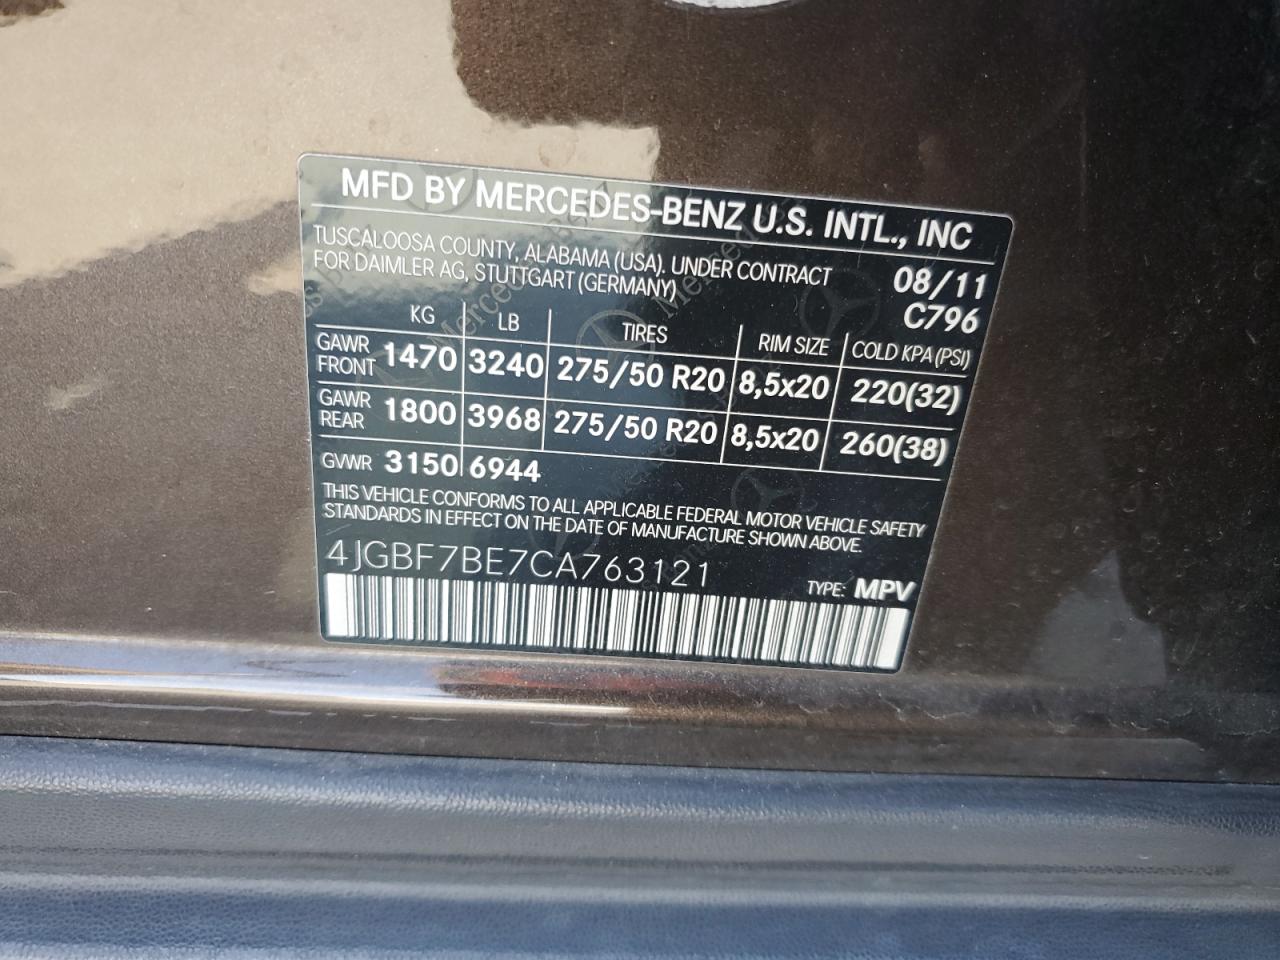 MFD BY MERCEDES-BENZ U.S. INTL., INC
TUSCALOOSA COUNTY, ALABAMA (USA). UNDER CONTRACT
FOR DAIMLER AG, STUTTGART (GERMANY)
08/11
C796
KG LB TIRES RIM SIZE COLD KPA (PSI)
GAWR
FRONT 1470 3240 275/50 R20 8,5x20 220(32)
GAWR
REAR 1800 3968 275/50 R20 8,5x20 260(38)
GVWR 3150 6944
THIS VEHICLE CONFORMS TO ALL APPLICABLE FEDERAL MOTOR VEHICLE SAFETY
STANDARDS IN EFFECT ON THE DATE OF MANUFACTURE SHOWN ABOVE.
4JGBF7BE7CA763121
TYPE: MPV